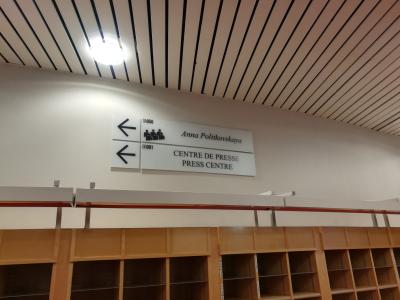 Anna Politkovskaya
CENTRE DE PRESSE
PRESS CENTRE